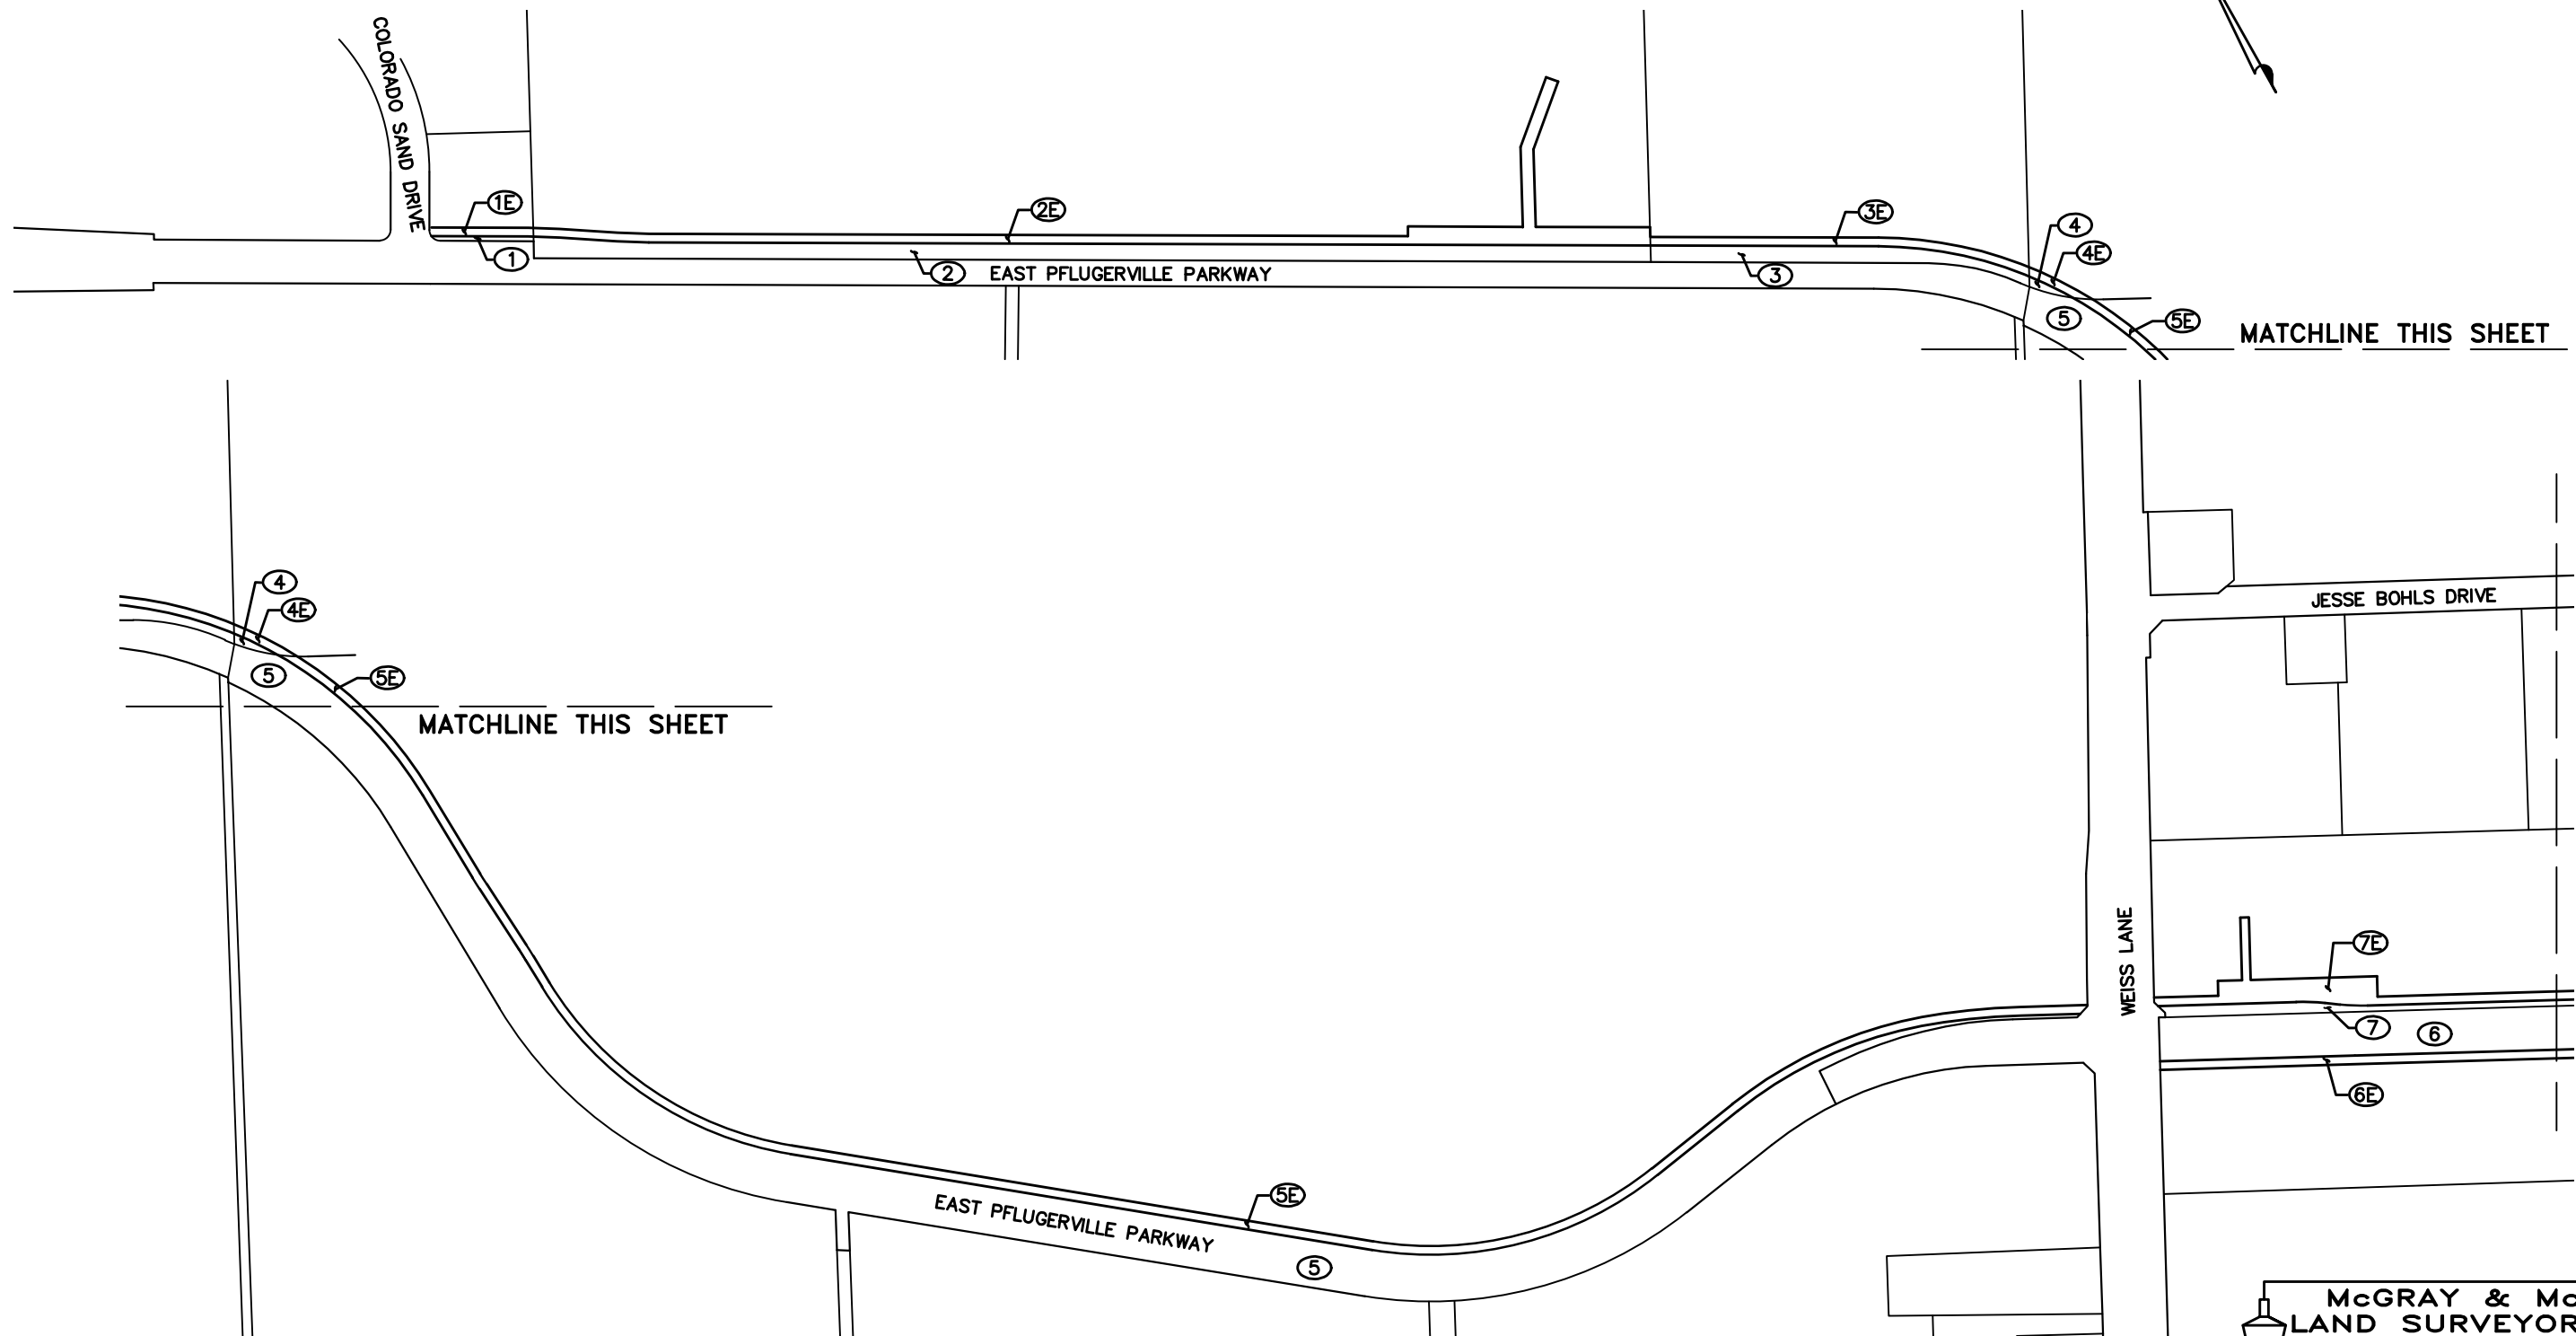 COLORADO SAND DRIVE
1E
1
2E
2
EAST PFLUGERVILLE PARKWAY
3E
3
4
4E
5
5E
MATCHLINE THIS SHEET
4
4E
5
5E
MATCHLINE THIS SHEET
JESSE BOHLS DRIVE
WEISS LANE
7E
7
6
6E
5E
EAST PFLUGERVILLE PARKWAY
5
McGRAY & Mc
LAND SURVEYOR